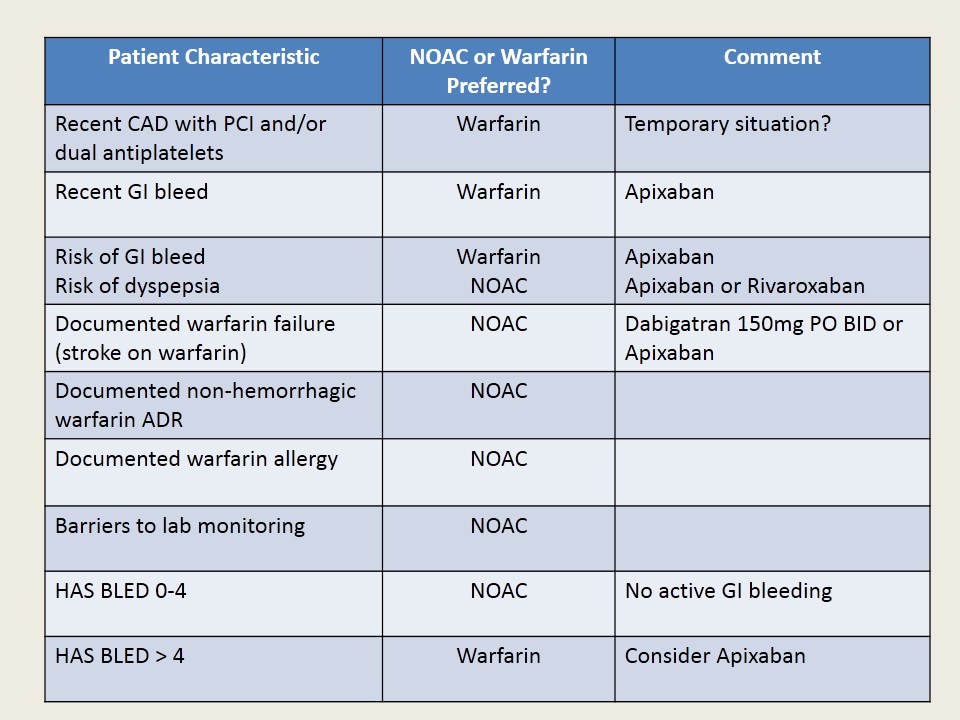 Patient Characteristic
NOAC or Warfarin
Preferred?
Comment
Recent CAD with PCI and/or
dual antiplatelets
Warfarin
Temporary situation?
Recent GI bleed
Warfarin
Apixaban
Risk of GI bleed
Risk of dyspepsia
Warfarin
NOAC
Apixaban
Apixaban or Rivaroxaban
Documented warfarin failure
(stroke on warfarin)
NOAC
Dabigatran 150mg PO BID or
Apixaban
Documented non-hemorrhagic
warfarin ADR
NOAC
Documented warfarin allergy
NOAC
Barriers to lab monitoring
NOAC
HAS BLED 0-4
NOAC
No active GI bleeding
HAS BLED > 4
Warfarin
Consider Apixaban